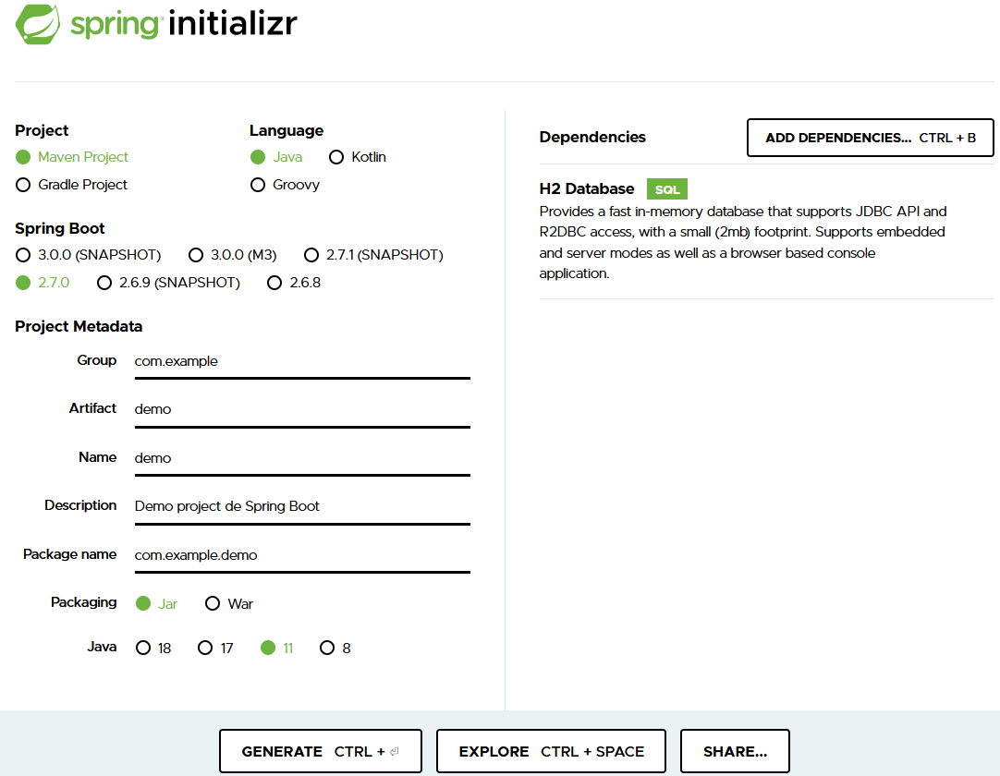 spring initializr
Project
Maven Project
Gradle Project
Language
Java Kotlin
Groovy
Spring Boot
3.0.0 (SNAPSHOT) 3.0.0 (M3) 2.7.1 (SNAPSHOT)
2.7.0 2.6.9 (SNAPSHOT) 2.6.8
Project Metadata
Group com.example
Artifact demo
Name demo
Description Demo project de Spring Boot
Package name com.example.demo
Packaging Jar War
Java 18 17 11 8
Dependencies ADD DEPENDENCIES... CTRL + B
H2 Database SQL
Provides a fast in-memory database that supports JDBC API and
R2DBC access, with a small (2mb) footprint. Supports embedded
and server modes as well as a browser based console
application.
GENERATE CTRL + ⏎ EXPLORE CTRL + SPACE SHARE...